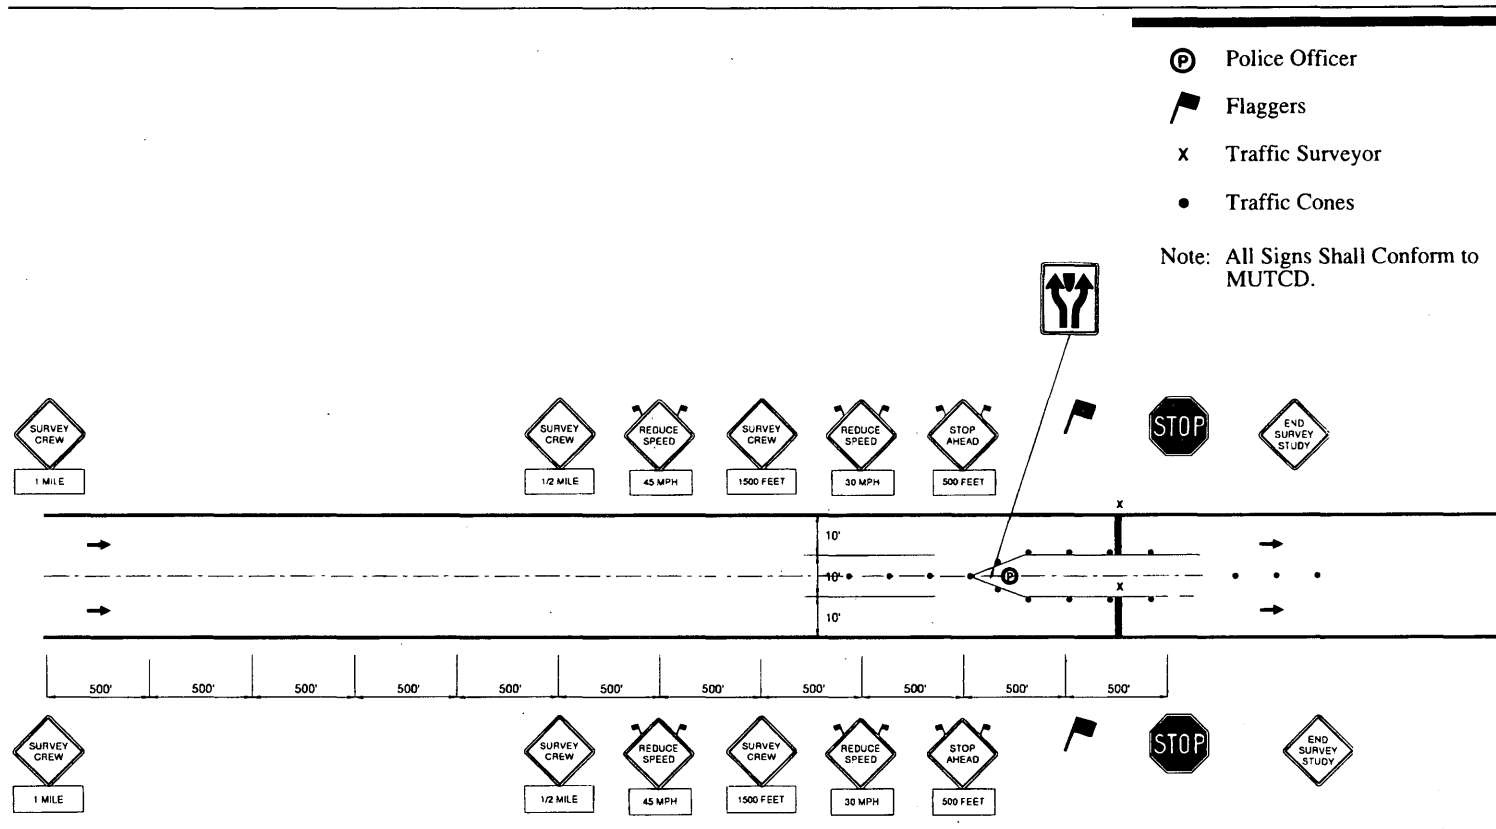 P Police Officer
Flaggers
X Traffic Surveyor
Traffic Cones
Note: All Signs Shall Conform to
MUTCD.
SURVEY
CREW
1 MILE
SURVEY
CREW
1/2 MILE
REDUCE
SPEED
45 MPH
SURVEY
CREW
1500 FEET
REDUCE
SPEED
30 MPH
STOP
AHEAD
500 FEET
STOP
END
SURVEY
STUDY
X
10'
10'
P
X
10'
500' 500' 500' 500' 500' 500' 500' 500' 500' 500' 500'
SURVEY
CREW
1 MILE
SURVEY
CREW
1/2 MILE
REDUCE
SPEED
45 MPH
SURVEY
CREW
1500 FEET
REDUCE
SPEED
30 MPH
STOP
AHEAD
500 FEET
STOP
END
SURVEY
STUDY